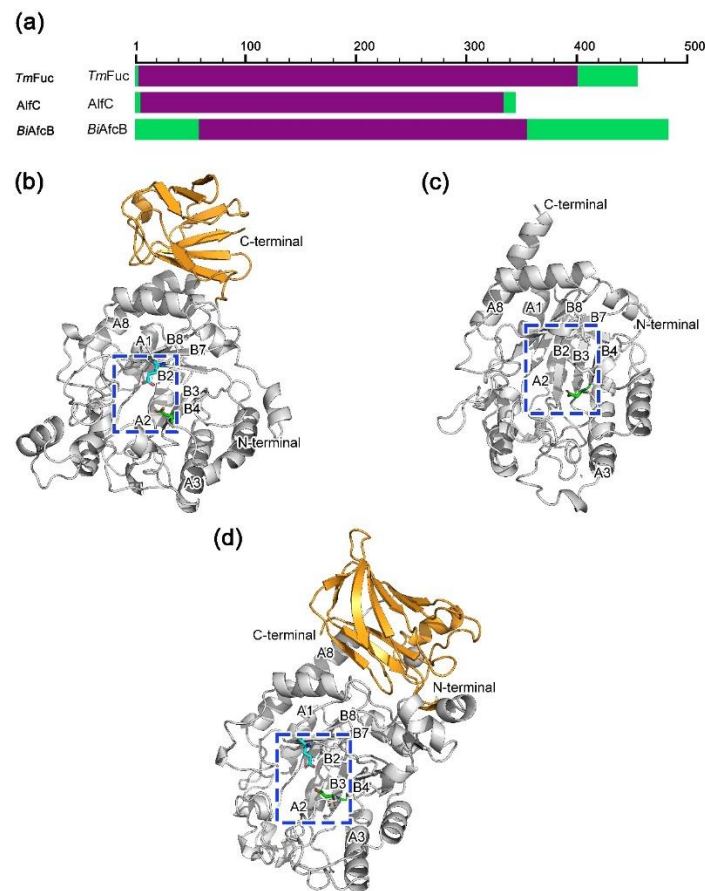 (a)
1 100 200 300 400 500
TmFuc TmFuc
AlfC AlfC
BiAfcB BiAfcB
(b)
C-terminal
A8
A1
B8
B7
B2
B3
B4
A2
N-terminal
A3
(c)
C-terminal
A8
A1
B8
B7
N-terminal
B2
B3
B4
A2
A3
(d)
C-terminal
A8
N-terminal
A1
B8
B7
B2
B3
B4
A2
A3